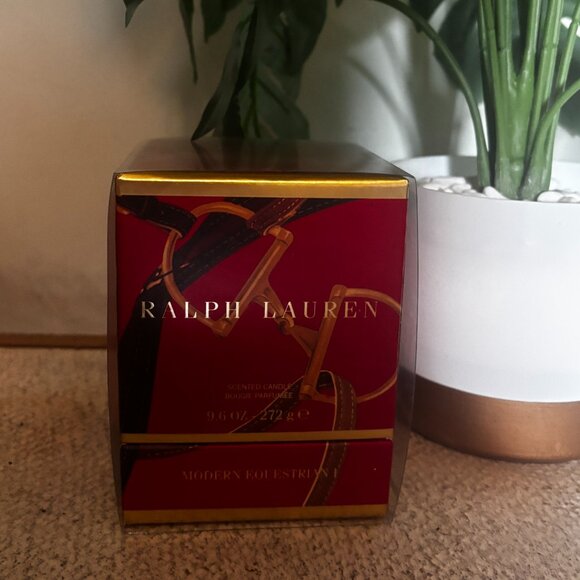 RALPH LAUREN
SCENTED CANDLE
BOUGIE PARFUMÉE
9.6 OZ - 272 g ℮
MODERN EQUESTRIAN I